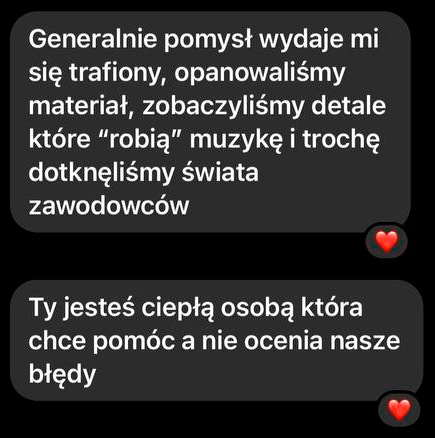 Generalnie pomysł wydaje mi
się trafiony, opanowaliśmy
materiał, zobaczyliśmy detale
które “robią” muzykę i trochę
dotknęliśmy świata
zawodowców
Ty jesteś ciepłą osobą która
chce pomóc a nie ocenia nasze
błędy